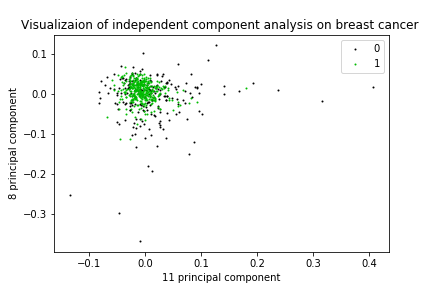 Visualizaion of independent component analysis on breast cancer
0
1
0.1
0.0
−0.1
−0.2
−0.3
8 principal component
−0.1 0.0 0.1 0.2 0.3 0.4
11 principal component